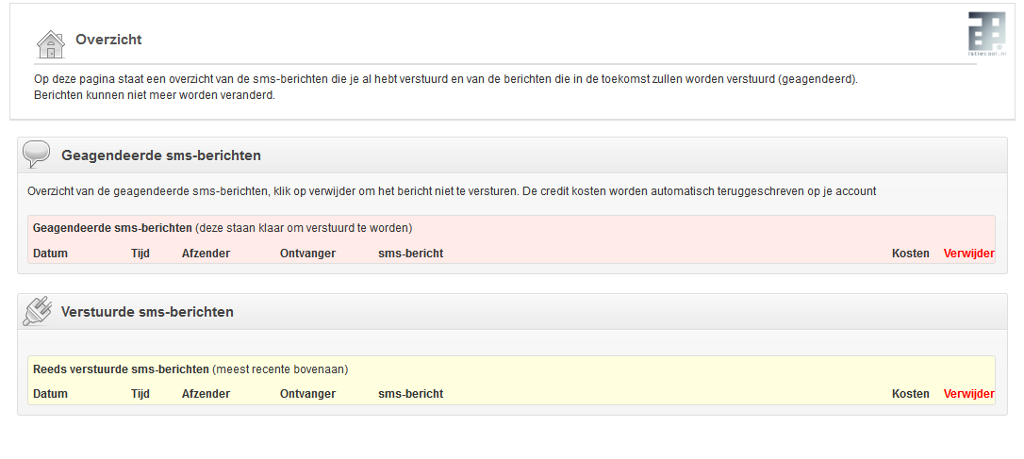 Overzicht
Op deze pagina staat een overzicht van de sms-berichten die je al hebt verstuurd en van de berichten die in de toekomst zullen worden verstuurd (geagendeerd).
Berichten kunnen niet meer worden veranderd.
Geagendeerde sms-berichten
Overzicht van de geagendeerde sms-berichten, klik op verwijder om het bericht niet te versturen. De credit kosten worden automatisch teruggeschreven op je account
Geagendeerde sms-berichten (deze staan klaar om verstuurd te worden)
Datum Tijd Afzender Ontvanger sms-bericht Kosten Verwijder
Verstuurde sms-berichten
Reeds verstuurde sms-berichten (meest recente bovenaan)
Datum Tijd Afzender Ontvanger sms-bericht Kosten Verwijder